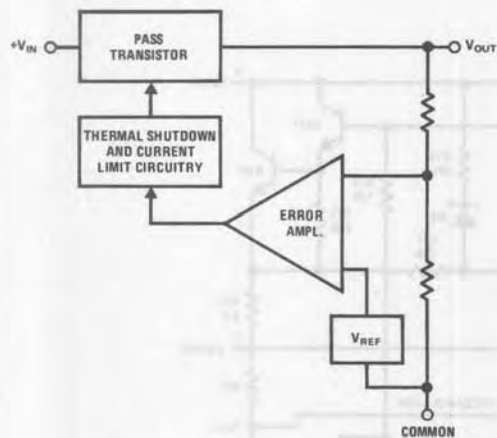 +VIN
PASS
TRANSISTOR
VOUT
THERMAL SHUTDOWN
AND CURRENT
LIMIT CIRCUITRY
ERROR
AMPL.
VREF
COMMON